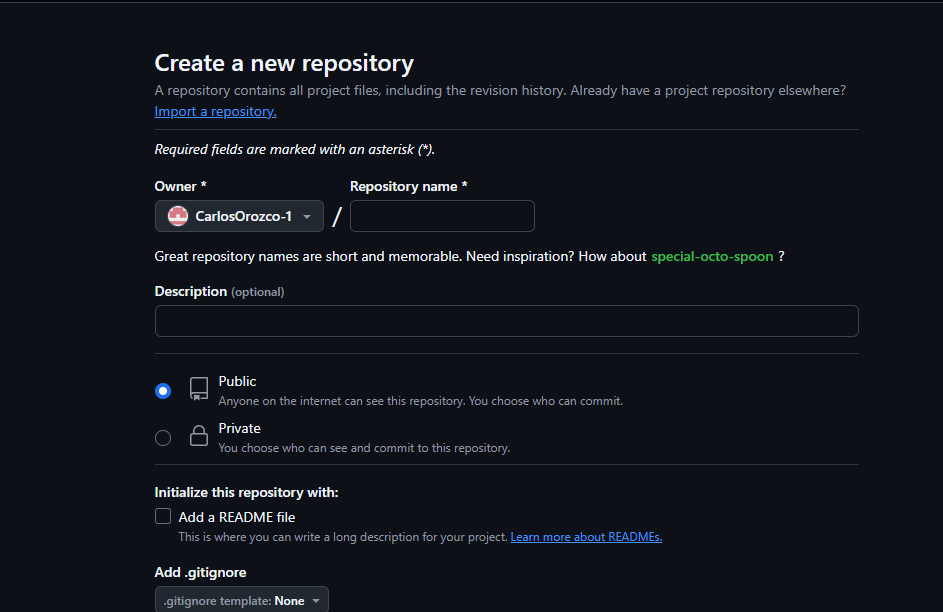 Create a new repository
A repository contains all project files, including the revision history. Already have a project repository elsewhere?
Import a repository.
Required fields are marked with an asterisk (*).
Owner * Repository name *
CarlosOrozco-1 /
Great repository names are short and memorable. Need inspiration? How about special-octo-spoon ?
Description (optional)
Public
Anyone on the internet can see this repository. You choose who can commit.
Private
You choose who can see and commit to this repository.
Initialize this repository with:
Add a README file
This is where you can write a long description for your project. Learn more about READMEs.
Add .gitignore
.gitignore template: None